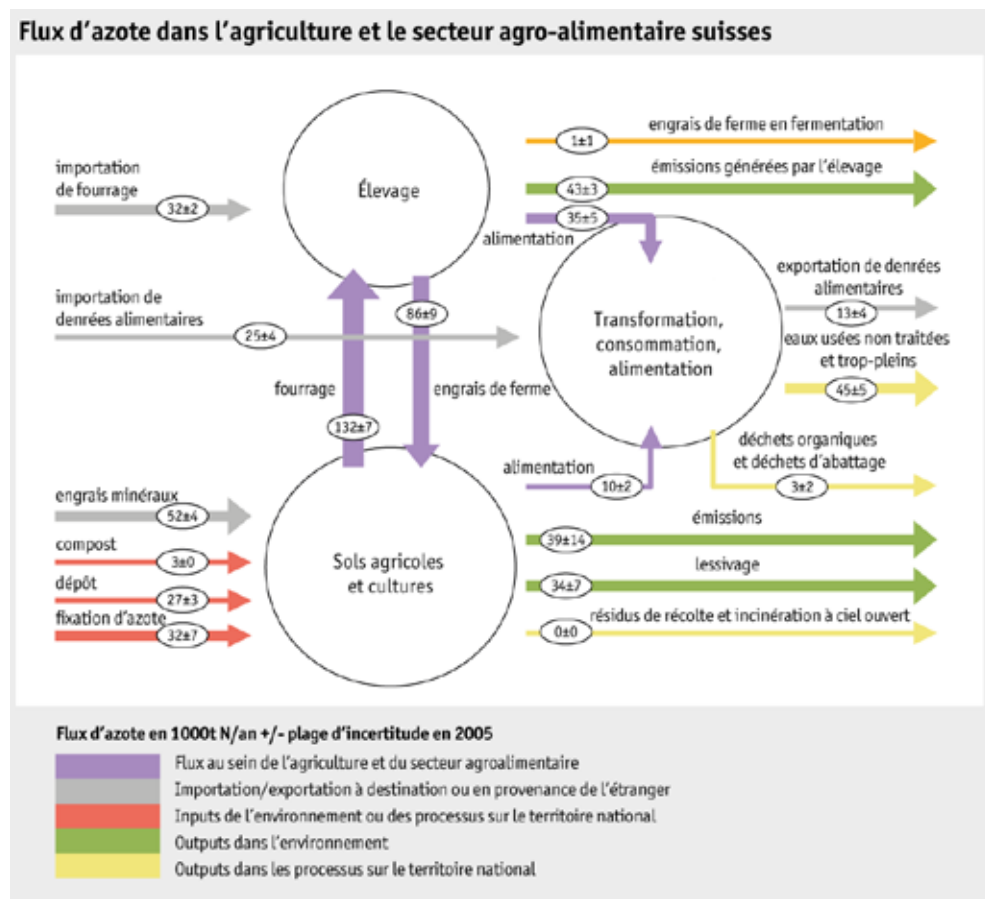 Flux d'azote dans l'agriculture et le secteur agro-alimentaire suisses
engrais de ferme en fermentation
1±1
importation
de fourrage
32±2
Élevage
émissions générées par l'élevage
43±3
35±5
alimentation
importation de
denrées alimentaires
25±4
86±9
Transformation,
consommation,
alimentation
exportation de denrées
alimentaires
13±4
eaux usées non traitées
et trop-pleins
45±5
fourrage
engrais de ferme
132±7
déchets organiques
et déchets d'abattage
3±2
alimentation
10±2
engrais minéraux
52±4
compost
3±0
dépôt
27±3
fixation d'azote
32±7
Sols agricoles
et cultures
émissions
39±14
lessivage
34±7
résidus de récolte et incinération à ciel ouvert
0±0
Flux d'azote en 1000t N/an +/- plage d'incertitude en 2005
Flux au sein de l'agriculture et du secteur agroalimentaire
Importation/exportation à destination ou en provenance de l'étranger
Inputs de l'environnement ou des processus sur le territoire national
Outputs dans l'environnement
Outputs dans les processus sur le territoire national